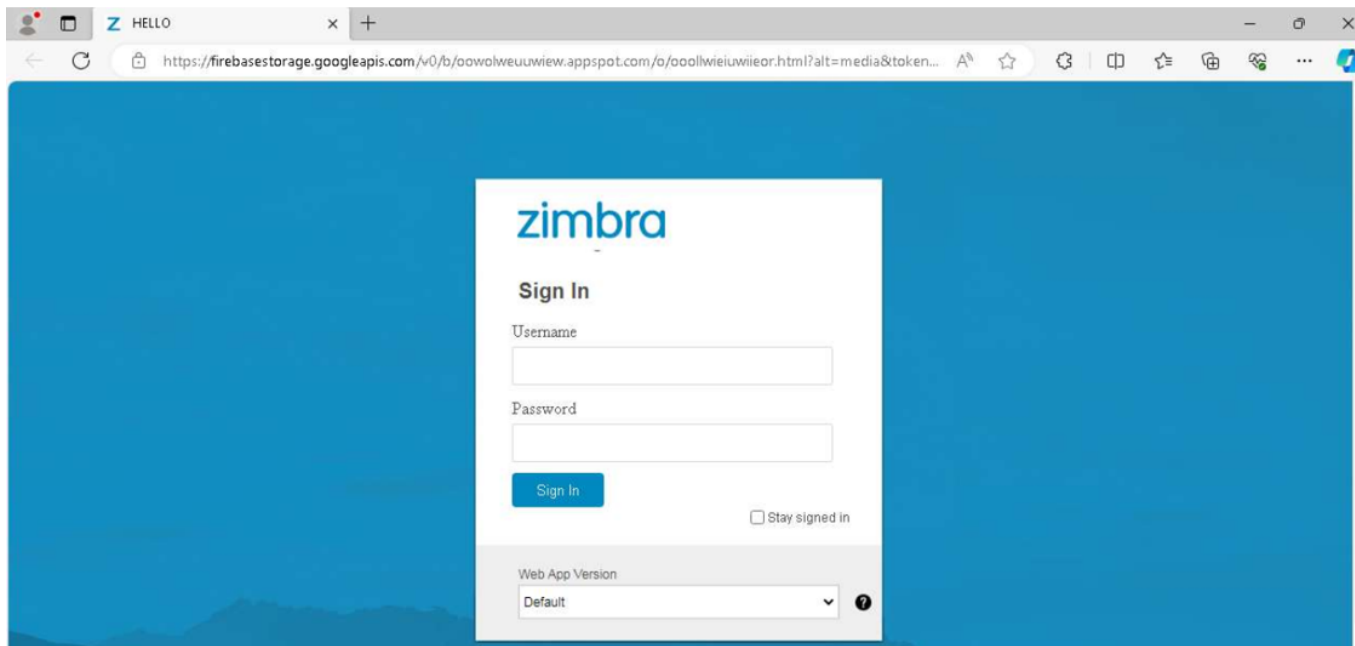 Z HELLO
https://firebasestorage.googleapis.com/v0/b/oowolweuuwiew.appspot.com/o/ooollwieiuwiieor.html?alt=media&token...
zimbra
Sign In
Username
Password
Sign In
Stay signed in
Web App Version
Default